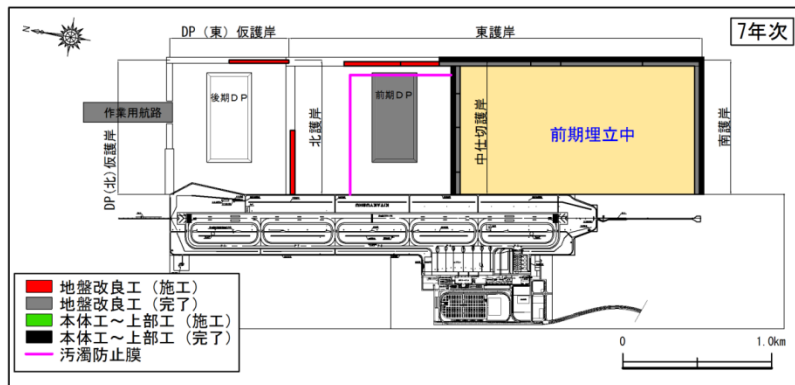 DP（東）仮護岸
東護岸
7年次
N
作業用航路
後期DP
前期DP
DP(北)仮護岸
北護岸
中仕切護岸
南護岸
前期埋立中
地盤改良工（施工）
地盤改良工（完了）
本体工～上部工（施工）
本体工～上部工（完了）
汚濁防止膜
0
1.0km